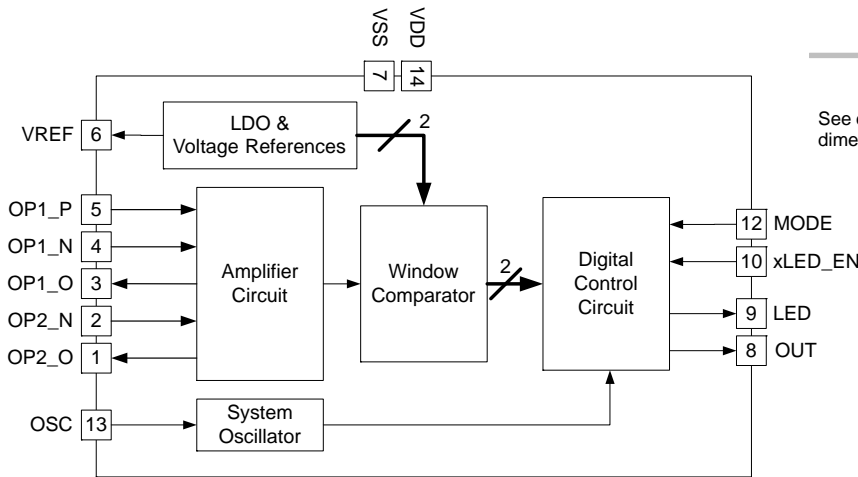 VSS
VDD
7
14
VREF
6
LDO &
Voltage References
2
See
dime
OP1_P
5
OP1_N
4
OP1_O
3
OP2_N
2
OP2_O
1
Amplifier
Circuit
Window
Comparator
2
Digital
Control
Circuit
12
MODE
10
xLED_EN
9
LED
8
OUT
OSC
13
System
Oscillator